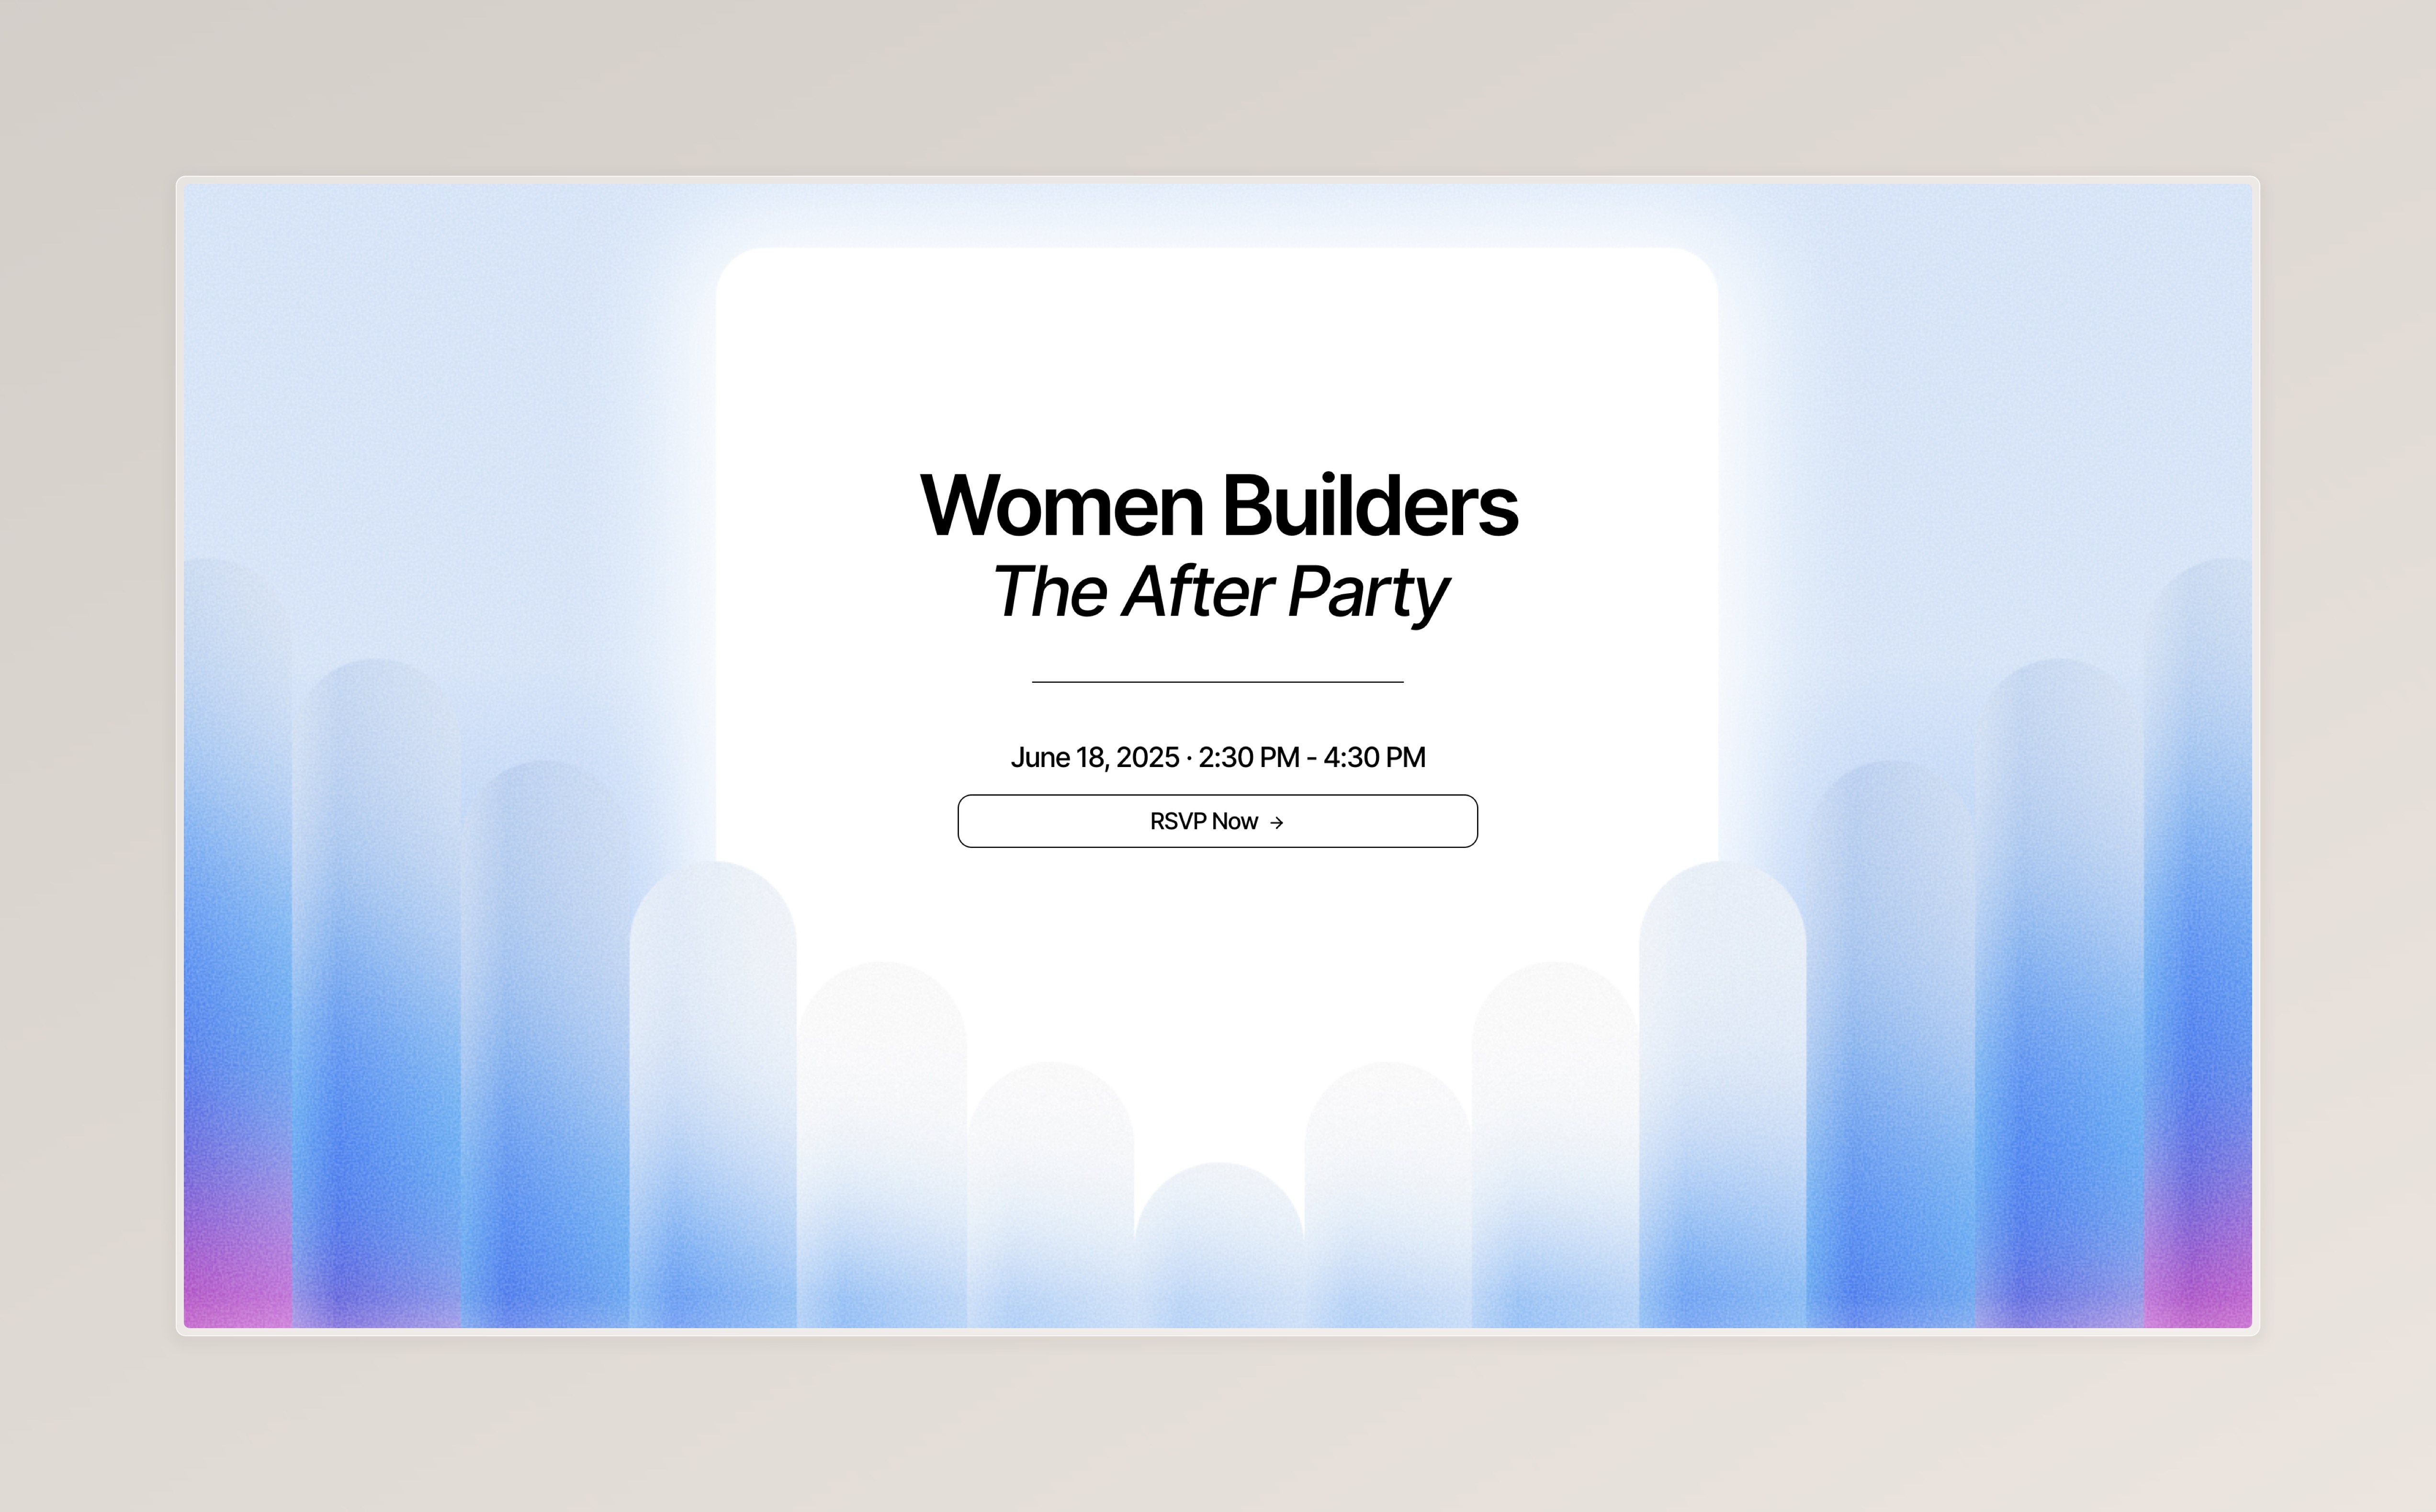 Women Builders
The After Party
June 18, 2025 · 2:30 PM - 4:30 PM
RSVP Now →